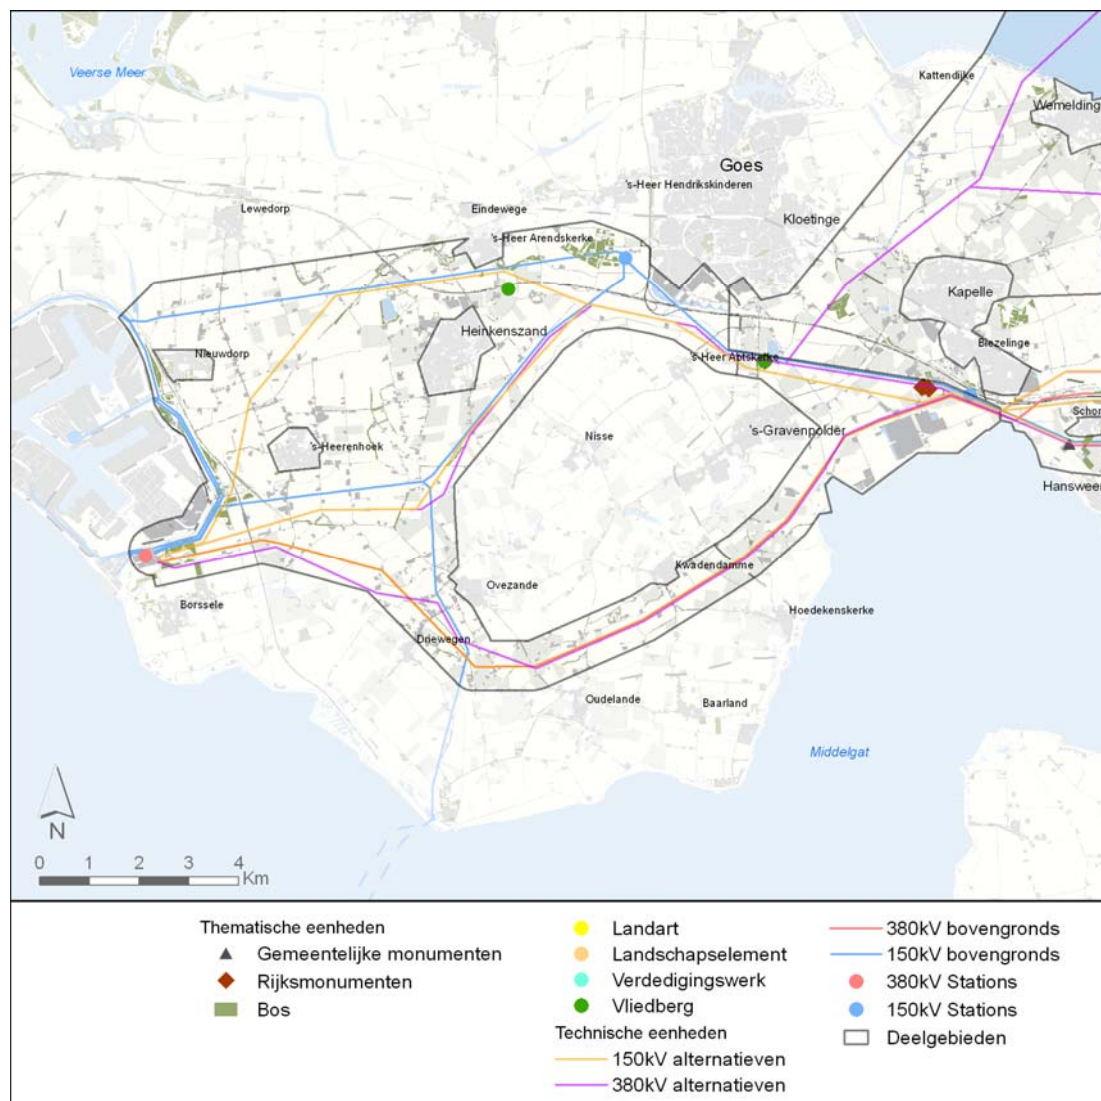 Veerse Meer
Kattendijke
Wemelding
Goes
's-Heer Hendrikskinderen
Lewedorp
Eindewege
Kloetinge
's-Heer Arendskerke
Kapelle
Heinkenszand
Biezelinge
Nieuwdorp
's-Heer Abtskerke
Schor
's-Gravenpolder
Nisse
's-Heerenhoek
Hansweer
Kwadendamme
Ovezande
Borssele
Hoedekenskerke
Driewegen
Oudelande
Baarland
Middelgat
N
0 1 2 3 4
Km
Thematische eenheden
Gemeentelijke monumenten
Rijksmonumenten
Bos
Landart
Landschapselement
Verdedigingswerk
Vliedberg
Technische eenheden
150kV alternatieven
380kV alternatieven
380kV bovengronds
150kV bovengronds
380kV Stations
150kV Stations
Deelgebieden